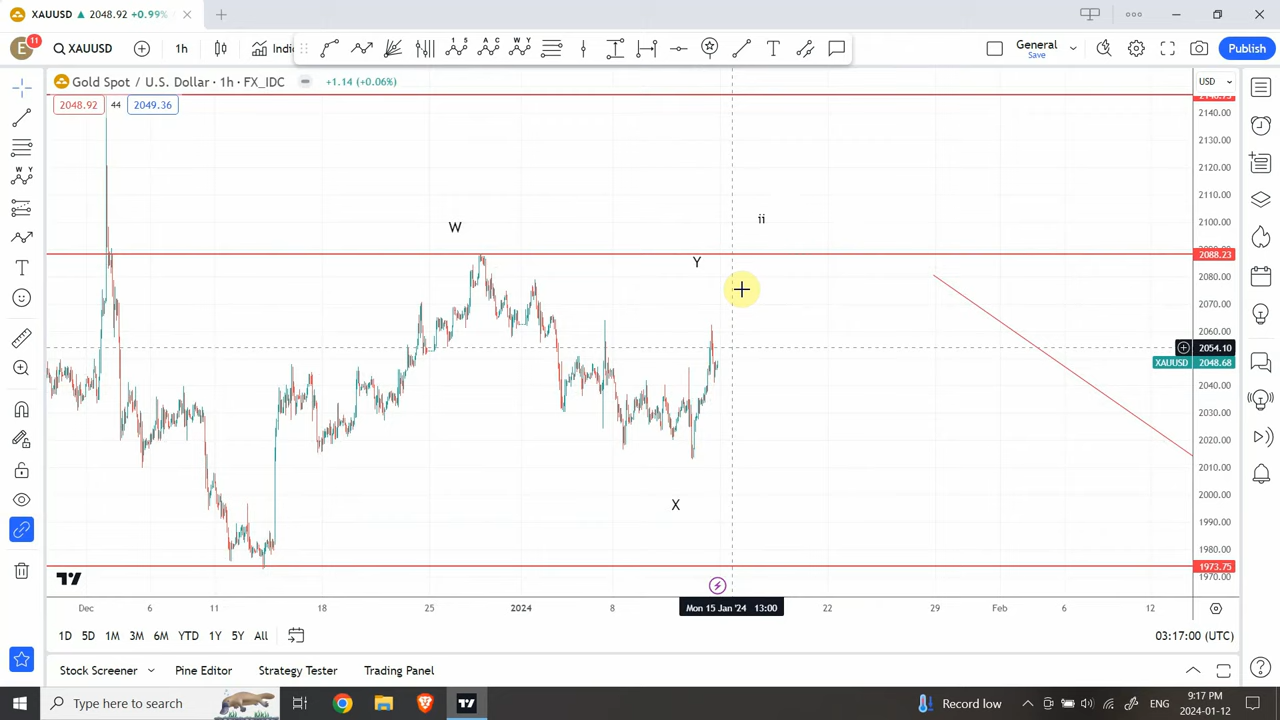 XAUUSD ▲ 2048.92 +0.99%
E 11 XAUUSD 1h Indi General Save Publish
Gold Spot / U.S. Dollar · 1h · FX_IDC +1.14 (+0.06%) USD
2048.92 44 2049.36
2140.00
2130.00
2120.00
2110.00
2100.00
ii
W
2088.23
Y
2080.00
2070.00
2060.00
2054.10
XAUUSD 2048.68
2040.00
2030.00
2020.00
2010.00
2000.00
X
1990.00
1980.00
1973.75
1970.00
Dec 6 11 18 25 2024 8 Mon 15 Jan '24 13:00 22 29 Feb 6 12
1D 5D 1M 3M 6M YTD 1Y 5Y All 03:17:00 (UTC)
Stock Screener Pine Editor Strategy Tester Trading Panel
Type here to search Record low 9:17 PM
2024-01-12